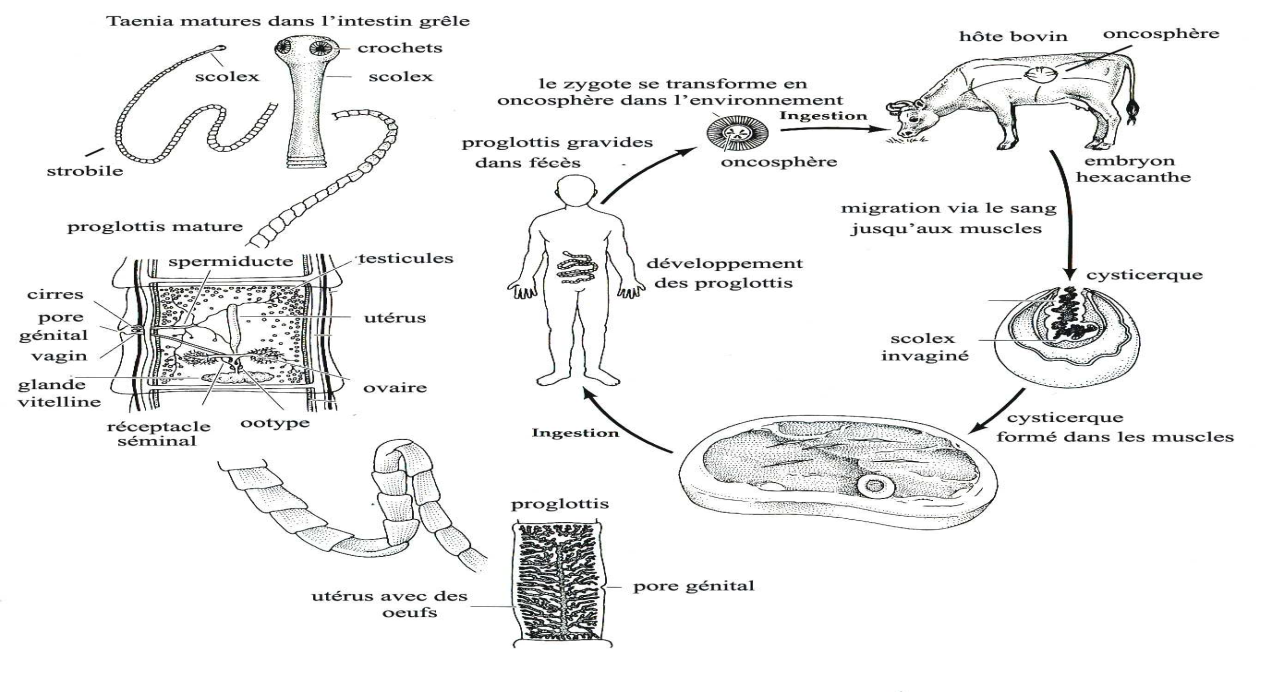 Taenia matures dans l'intestin grêle
crochets
scolex
scolex
strobile
proglottis mature
spermiducte
testicules
cirres
pore
génital
vagin
glande
vitelline
utérus
ovaire
réceptacle
séminal
ootype
proglottis
utérus avec des
oeufs
pore génital
hôte bovin
oncosphère
le zygote se transforme en
oncosphère dans l'environnement
Ingestion
oncosphère
proglottis gravides
dans fécès
embryon
hexacanthe
migration via le sang
jusqu'aux muscles
développement
des proglottis
cysticerque
scolex
invaginé
cysticerque
formé dans les muscles
Ingestion